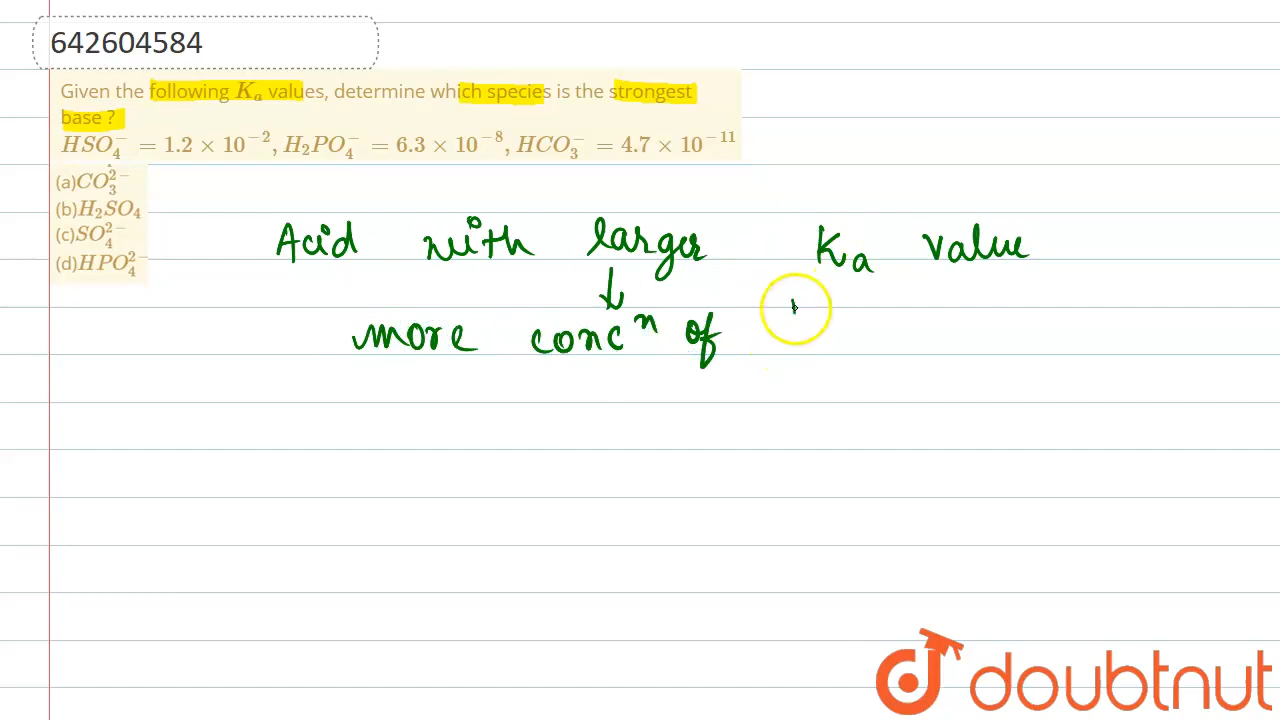 642604584
Given the following Kₐ values, determine which species is the strongest
base ?
HSO₄⁻ = 1.2 × 10⁻², H₂PO₄⁻ = 6.3 × 10⁻⁸, HCO₃⁻ = 4.7 × 10⁻¹¹
(a)CO₃²⁻
(b)H₂SO₄
(c)SO₄²⁻
(d)HPO₄²⁻
Acid with larger Kₐ value
↓
more concⁿ of
doubtnut